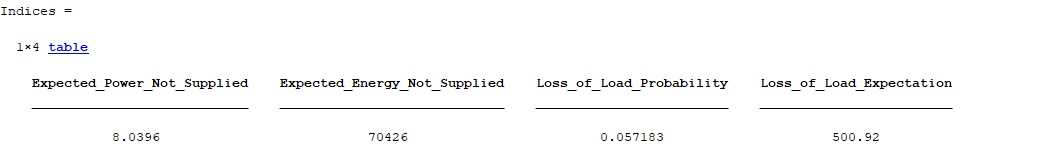 Indices =
1×4 table
Expected_Power_Not_Supplied Expected_Energy_Not_Supplied Loss_of_Load_Probability Loss_of_Load_Expectation
8.0396 70426 0.057183 500.92